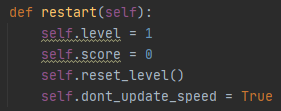 def restart(self):
    self.level = 1
    self.score = 0
    self.reset_level()
    self.dont_update_speed = True